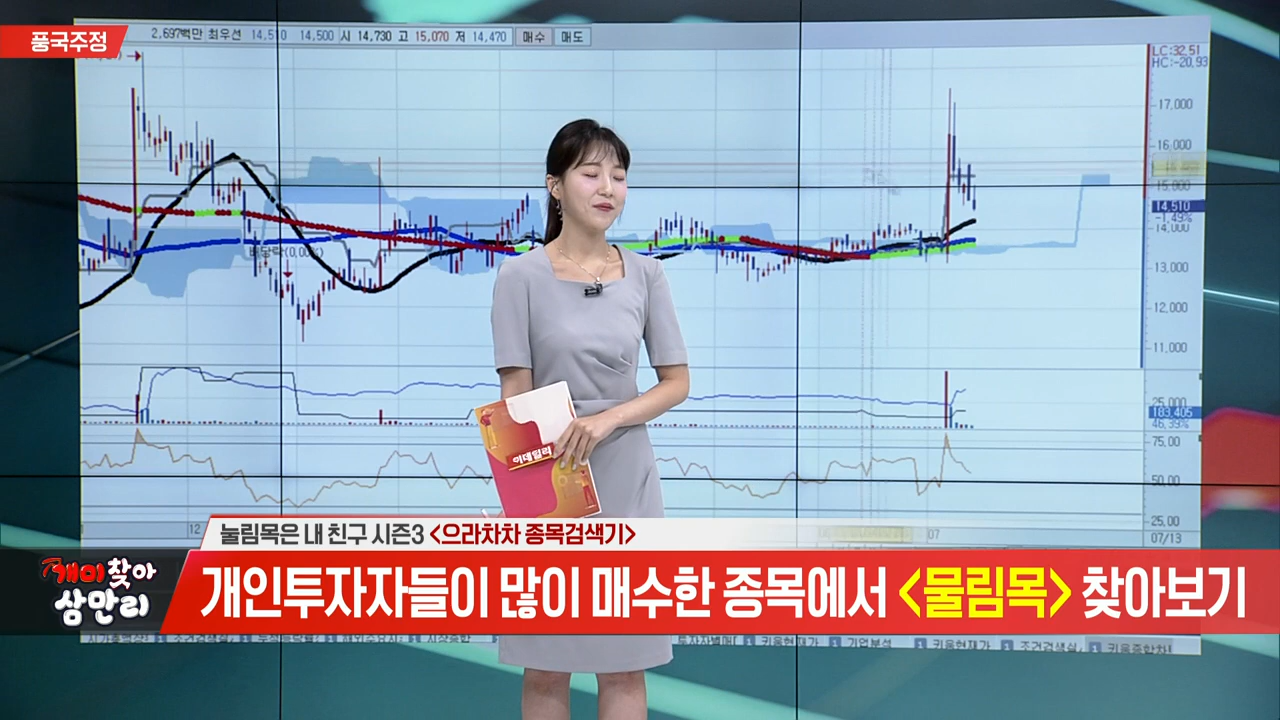 풍국주정
2,697백만 최우선 14,510 14,500 시 14,730 고 15,070 저 14,470 매수 매도
LC:32,51
HC:-20,93
17,000
16,000
15,000
14,510
-1,49%
14,000
13,000
12,000
11,000
25,000
183,405
46,39%
75,00
50,00
25,00
12
07
07/13
이데일리
눌림목은 내 친구 시즌3 <으라차차 종목검색기>
개미찾아
삼만리
개인투자자들이 많이 매수한 종목에서 <물림목> 찾아보기